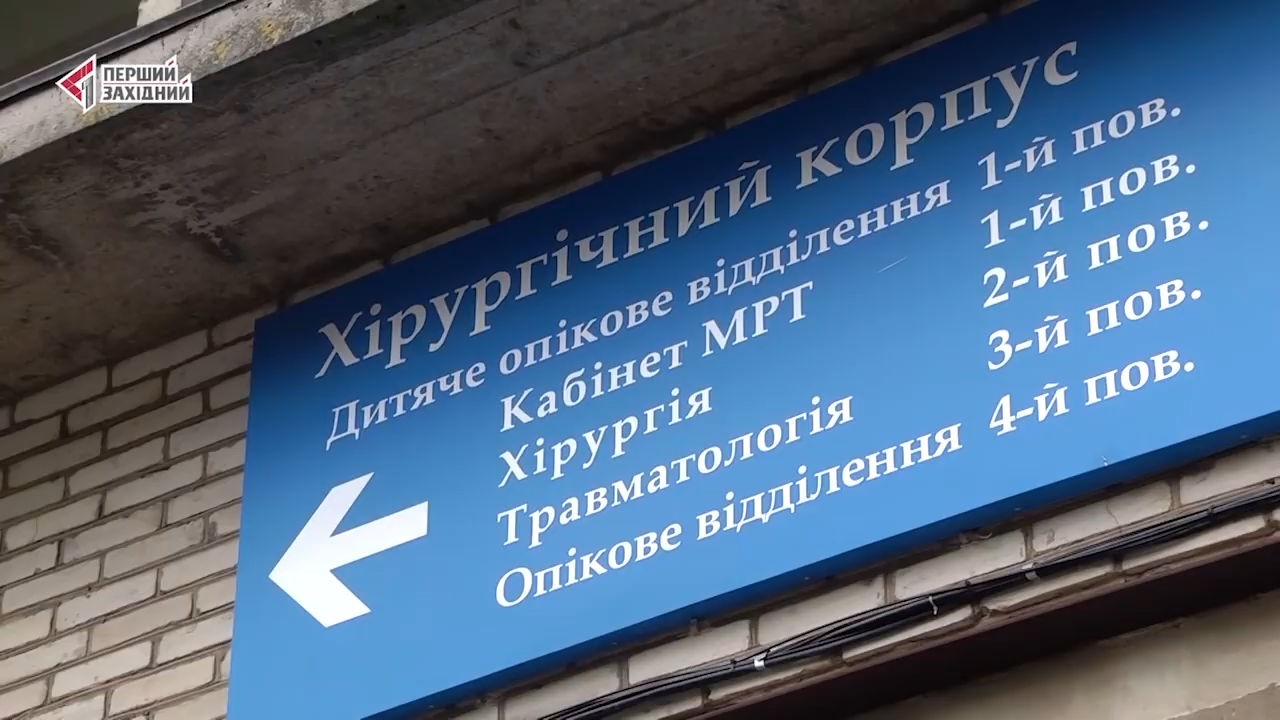 ПЕРШИЙ
ЗАХІДНИЙ
Хірургічний корпус
Дитяче опікове відділення 1-й пов.
Кабінет МРТ 1-й пов.
Хірургія 2-й пов.
Травматологія 3-й пов.
Опікове відділення 4-й пов.